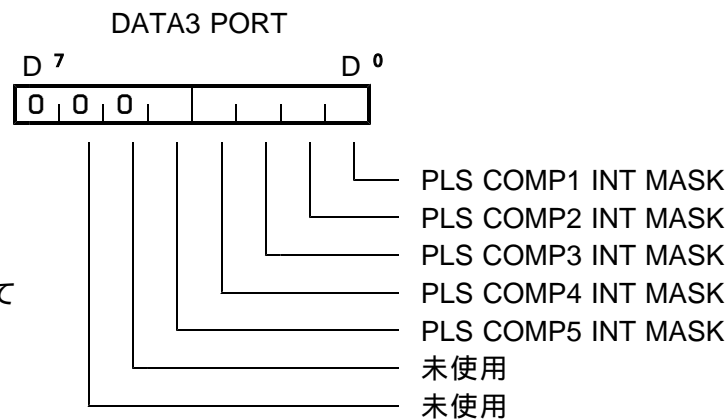 DATA3 PORT
D 7 D 0
0 0 0
PLS COMP1 INT MASK
PLS COMP2 INT MASK
PLS COMP3 INT MASK
て PLS COMP4 INT MASK
PLS COMP5 INT MASK
未使用
未使用